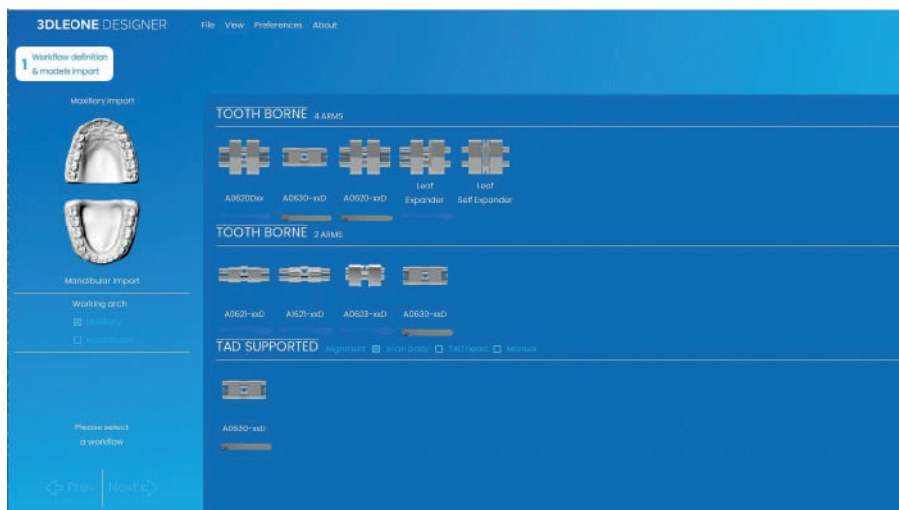 3DLEONE DESIGNER
File View Preferences About
1 Workflow definition
& models import
Maxillary import
Mandibular import
Working arch
Maxillary
Please select
a workflow
Prev Next
TOOTH BORNE 4 ARMS
A0620Dxx A0630-xxD A0620-xxD Leaf Expander Leaf Self Expander
TOOTH BORNE 2 ARMS
A0621-xxD A1621-xxD A0623-xxD A0630-xxD
TAD SUPPORTED Alignment Scan body TAD heads Manual
A0630-xxD